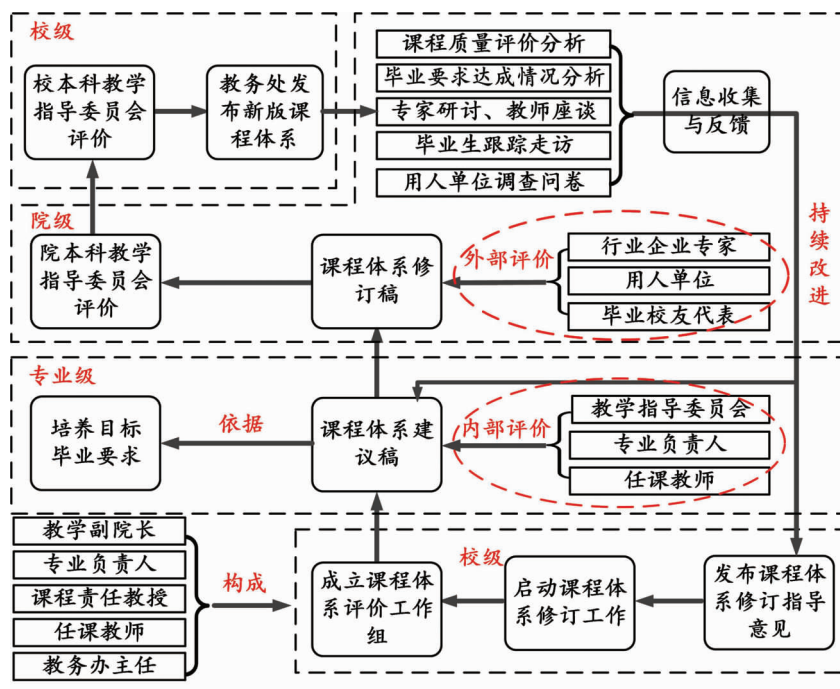 校级
校本科教学
指导委员会
评价
教务处发
布新版课
程体系
课程质量评价分析
毕业要求达成情况分析
专家研讨、教师座谈
毕业生跟踪走访
用人单位调查问卷
信息收集
与反馈
持续改进
院级
院本科教学
指导委员会
评价
课程体系修
订稿
外部评价
行业企业专家
用人单位
毕业校友代表
专业级
培养目标
毕业要求
依据
课程体系建
议稿
内部评价
教学指导委员会
专业负责人
任课教师
教学副院长
专业负责人
课程责任教授
任课教师
教务办主任
构成
校级
成立课程体
系评价工作
组
启动课程体
系修订工作
发布课程体
系修订指导
意见